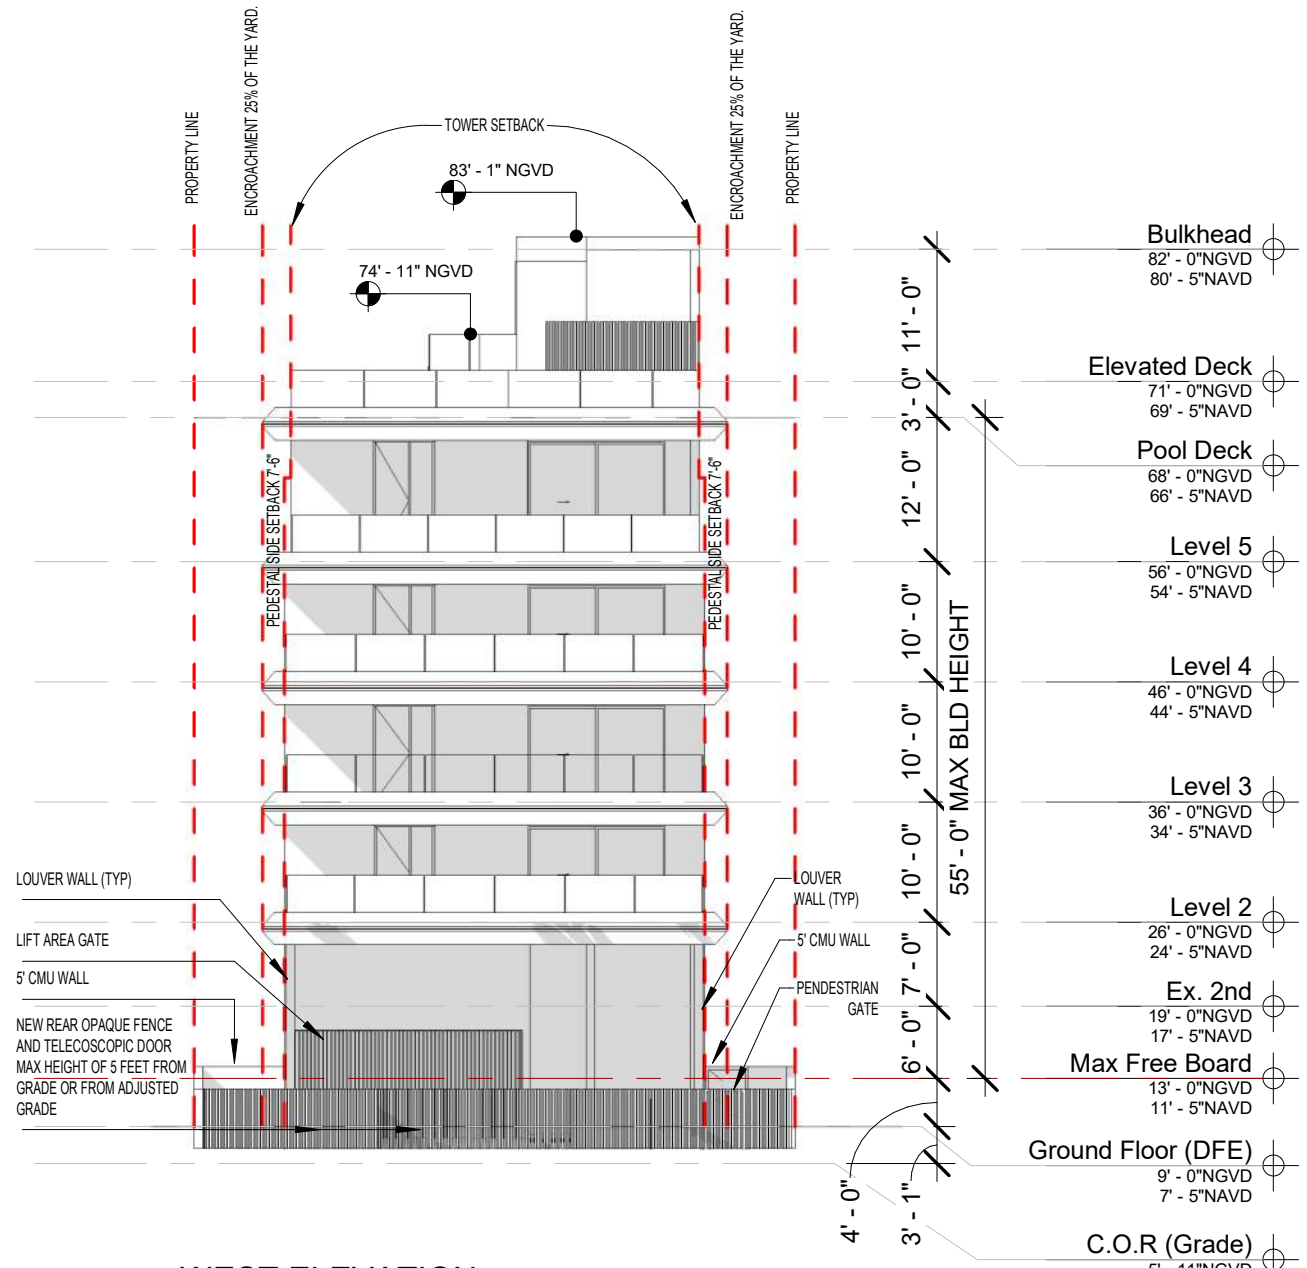 PROPERTY LINE
ENCROACHMENT 25% OF THE YARD.
TOWER SETBACK
ENCROACHMENT 25% OF THE YARD.
PROPERTY LINE
83' - 1" NGVD
74' - 11" NGVD
PEDESTAL SIDE SETBACK 7'-6"
PEDESTAL SIDE SETBACK 7'-6"
LOUVER WALL (TYP)
LIFT AREA GATE
5' CMU WALL
NEW REAR OPAQUE FENCE
AND TELECOSCOPIC DOOR
MAX HEIGHT OF 5 FEET FROM
GRADE OR FROM ADJUSTED
GRADE
LOUVER
WALL (TYP)
5' CMU WALL
PENDESTRIAN
GATE
11' - 0"
3' - 0"
12' - 0"
10' - 0"
10' - 0"
10' - 0"
7' - 0"
6' - 0"
4' - 0"
3' - 1"
55' - 0" MAX BLD HEIGHT
Bulkhead
82' - 0"NGVD
80' - 5"NAVD
Elevated Deck
71' - 0"NGVD
69' - 5"NAVD
Pool Deck
68' - 0"NGVD
66' - 5"NAVD
Level 5
56' - 0"NGVD
54' - 5"NAVD
Level 4
46' - 0"NGVD
44' - 5"NAVD
Level 3
36' - 0"NGVD
34' - 5"NAVD
Level 2
26' - 0"NGVD
24' - 5"NAVD
Ex. 2nd
19' - 0"NGVD
17' - 5"NAVD
Max Free Board
13' - 0"NGVD
11' - 5"NAVD
Ground Floor (DFE)
9' - 0"NGVD
7' - 5"NAVD
C.O.R (Grade)
5' - 11"NGVD
WEST ELEVATION